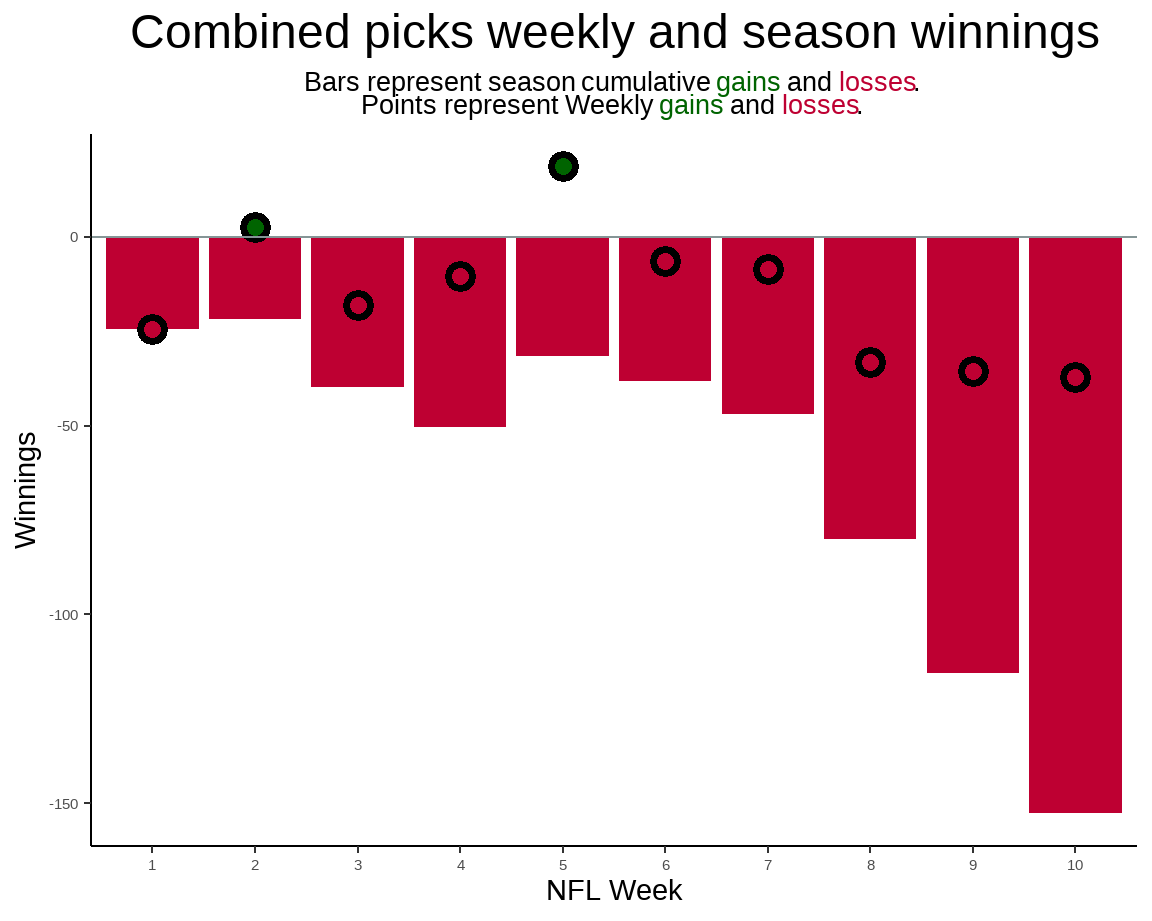 Combined picks weekly and season winnings
Bars represent season cumulative gains and losses.
Points represent Weekly gains and losses.
Winnings
0
-50
-100
-150
1 2 3 4 5 6 7 8 9 10
NFL Week